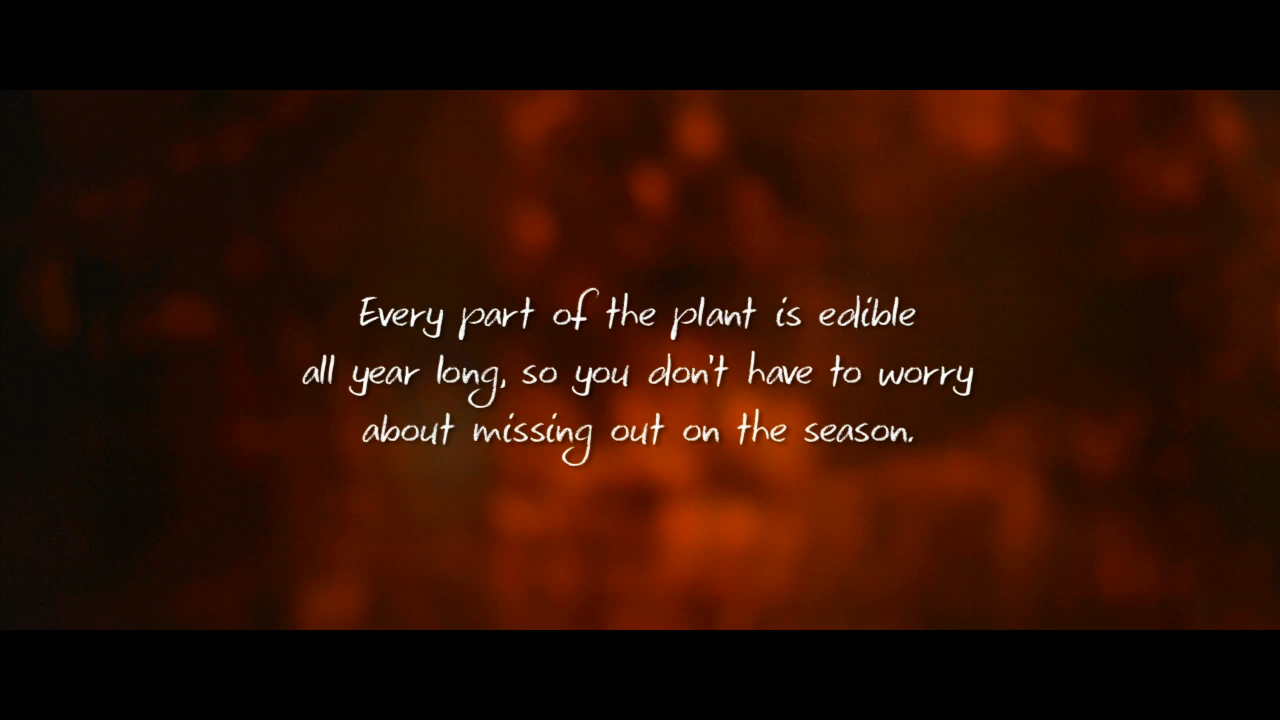 Every part of the plant is edible
all year long, so you don't have to worry
about missing out on the season.